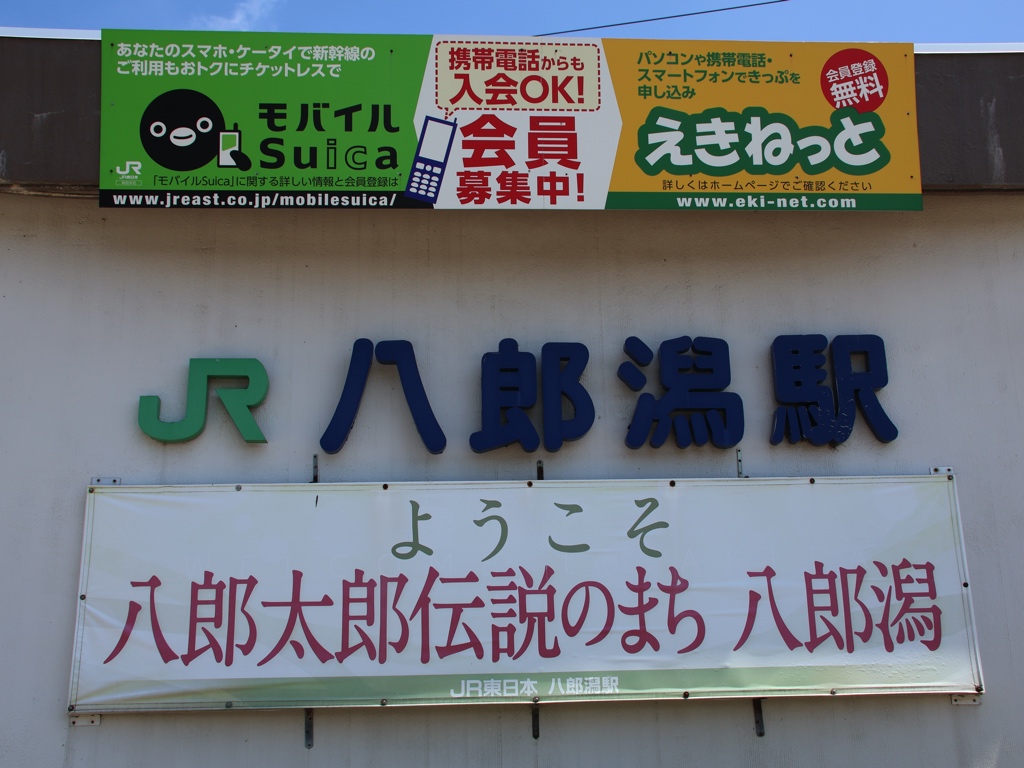 あなたのスマホ・ケータイで新幹線の
ご利用もおトクにチケットレスで
モバイル
Suica
JR
JR東日本
「モバイルSuica」に関する詳しい情報と会員登録は
www.jreast.co.jp/mobilesuica/
携帯電話からも
入会OK!
会員
募集中!
パソコンや携帯電話・
スマートフォンできっぷを
申し込み
会員登録
無料
えきねっと
詳しくはホームページでご確認ください
www.eki-net.com
JR 八郎潟駅
ようこそ
八郎太郎伝説のまち 八郎潟
JR東日本 八郎潟駅